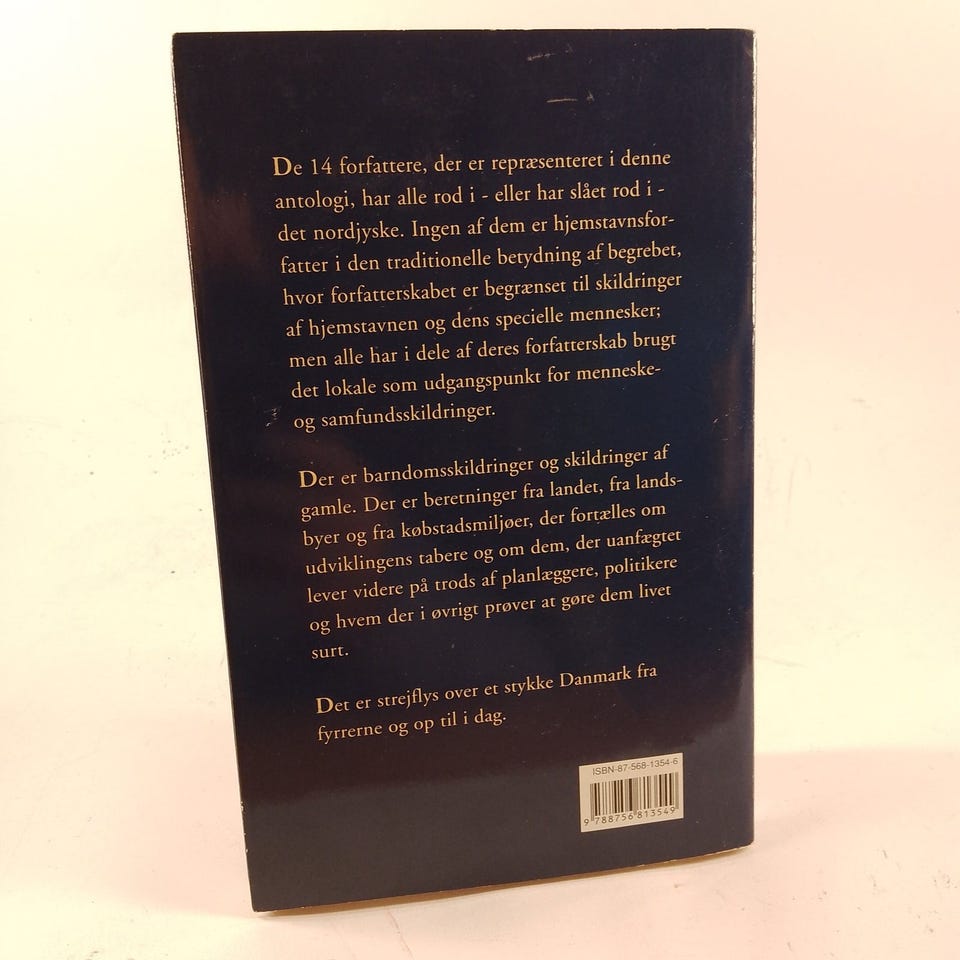 De 14 forfattere, der er repræsenteret i denne
antologi, har alle rod i - eller har slået rod i -
det nordjyske. Ingen af dem er hjemstavnsfor-
fatter i den traditionelle betydning af begrebet,
hvor forfatterskabet er begrænset til skildringer
af hjemstavnen og dens specielle mennesker;
men alle har i dele af deres forfatterskab brugt
det lokale som udgangspunkt for menneske-
og samfundsskildringer.
Der er barndomsskildringer og skildringer af
gamle. Der er beretninger fra landet, fra lands-
byer og fra købstadsmiljøer, der fortælles om
udviklingens tabere og om dem, der uanfægtet
lever videre på trods af planlæggere, politikere
og hvem der i øvrigt prøver at gøre dem livet
surt.
Det er strejflys over et stykke Danmark fra
fyrrerne og op til i dag.
ISBN-87-568-1354-6
9 788756 813549